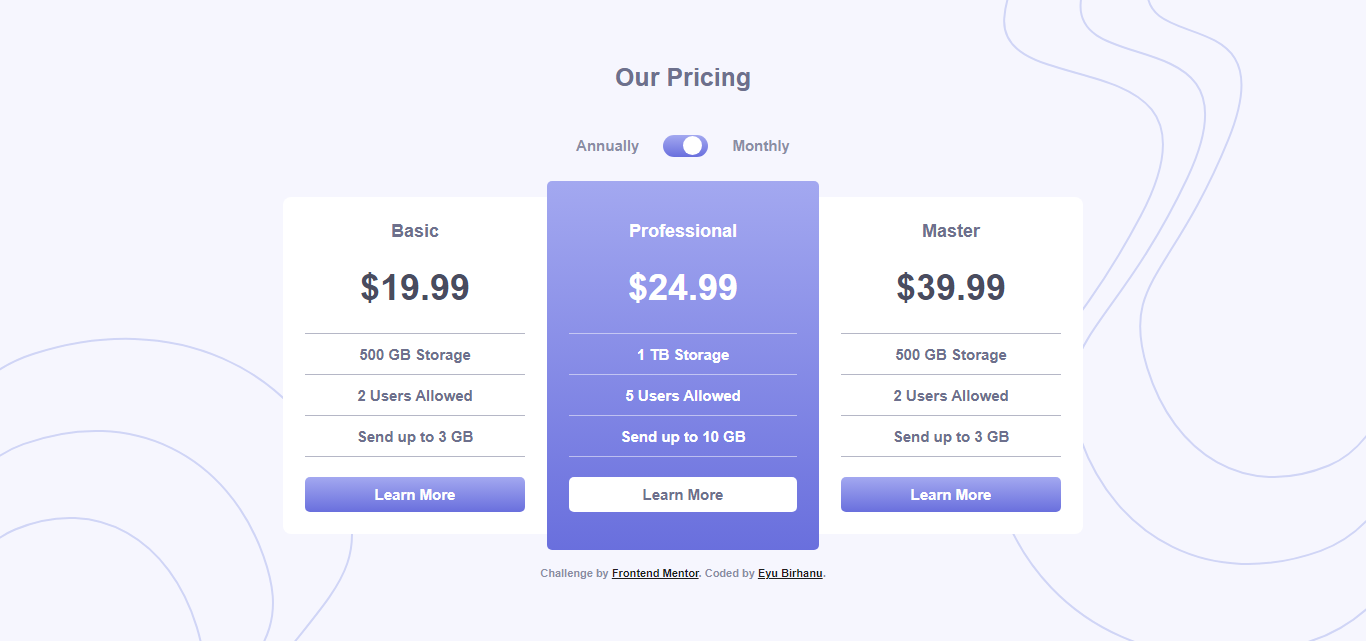 Our Pricing
Annually Monthly
Basic
$19.99
500 GB Storage
2 Users Allowed
Send up to 3 GB
Learn More
Professional
$24.99
1 TB Storage
5 Users Allowed
Send up to 10 GB
Learn More
Master
$39.99
500 GB Storage
2 Users Allowed
Send up to 3 GB
Learn More
Challenge by Frontend Mentor. Coded by Eyu Birhanu.